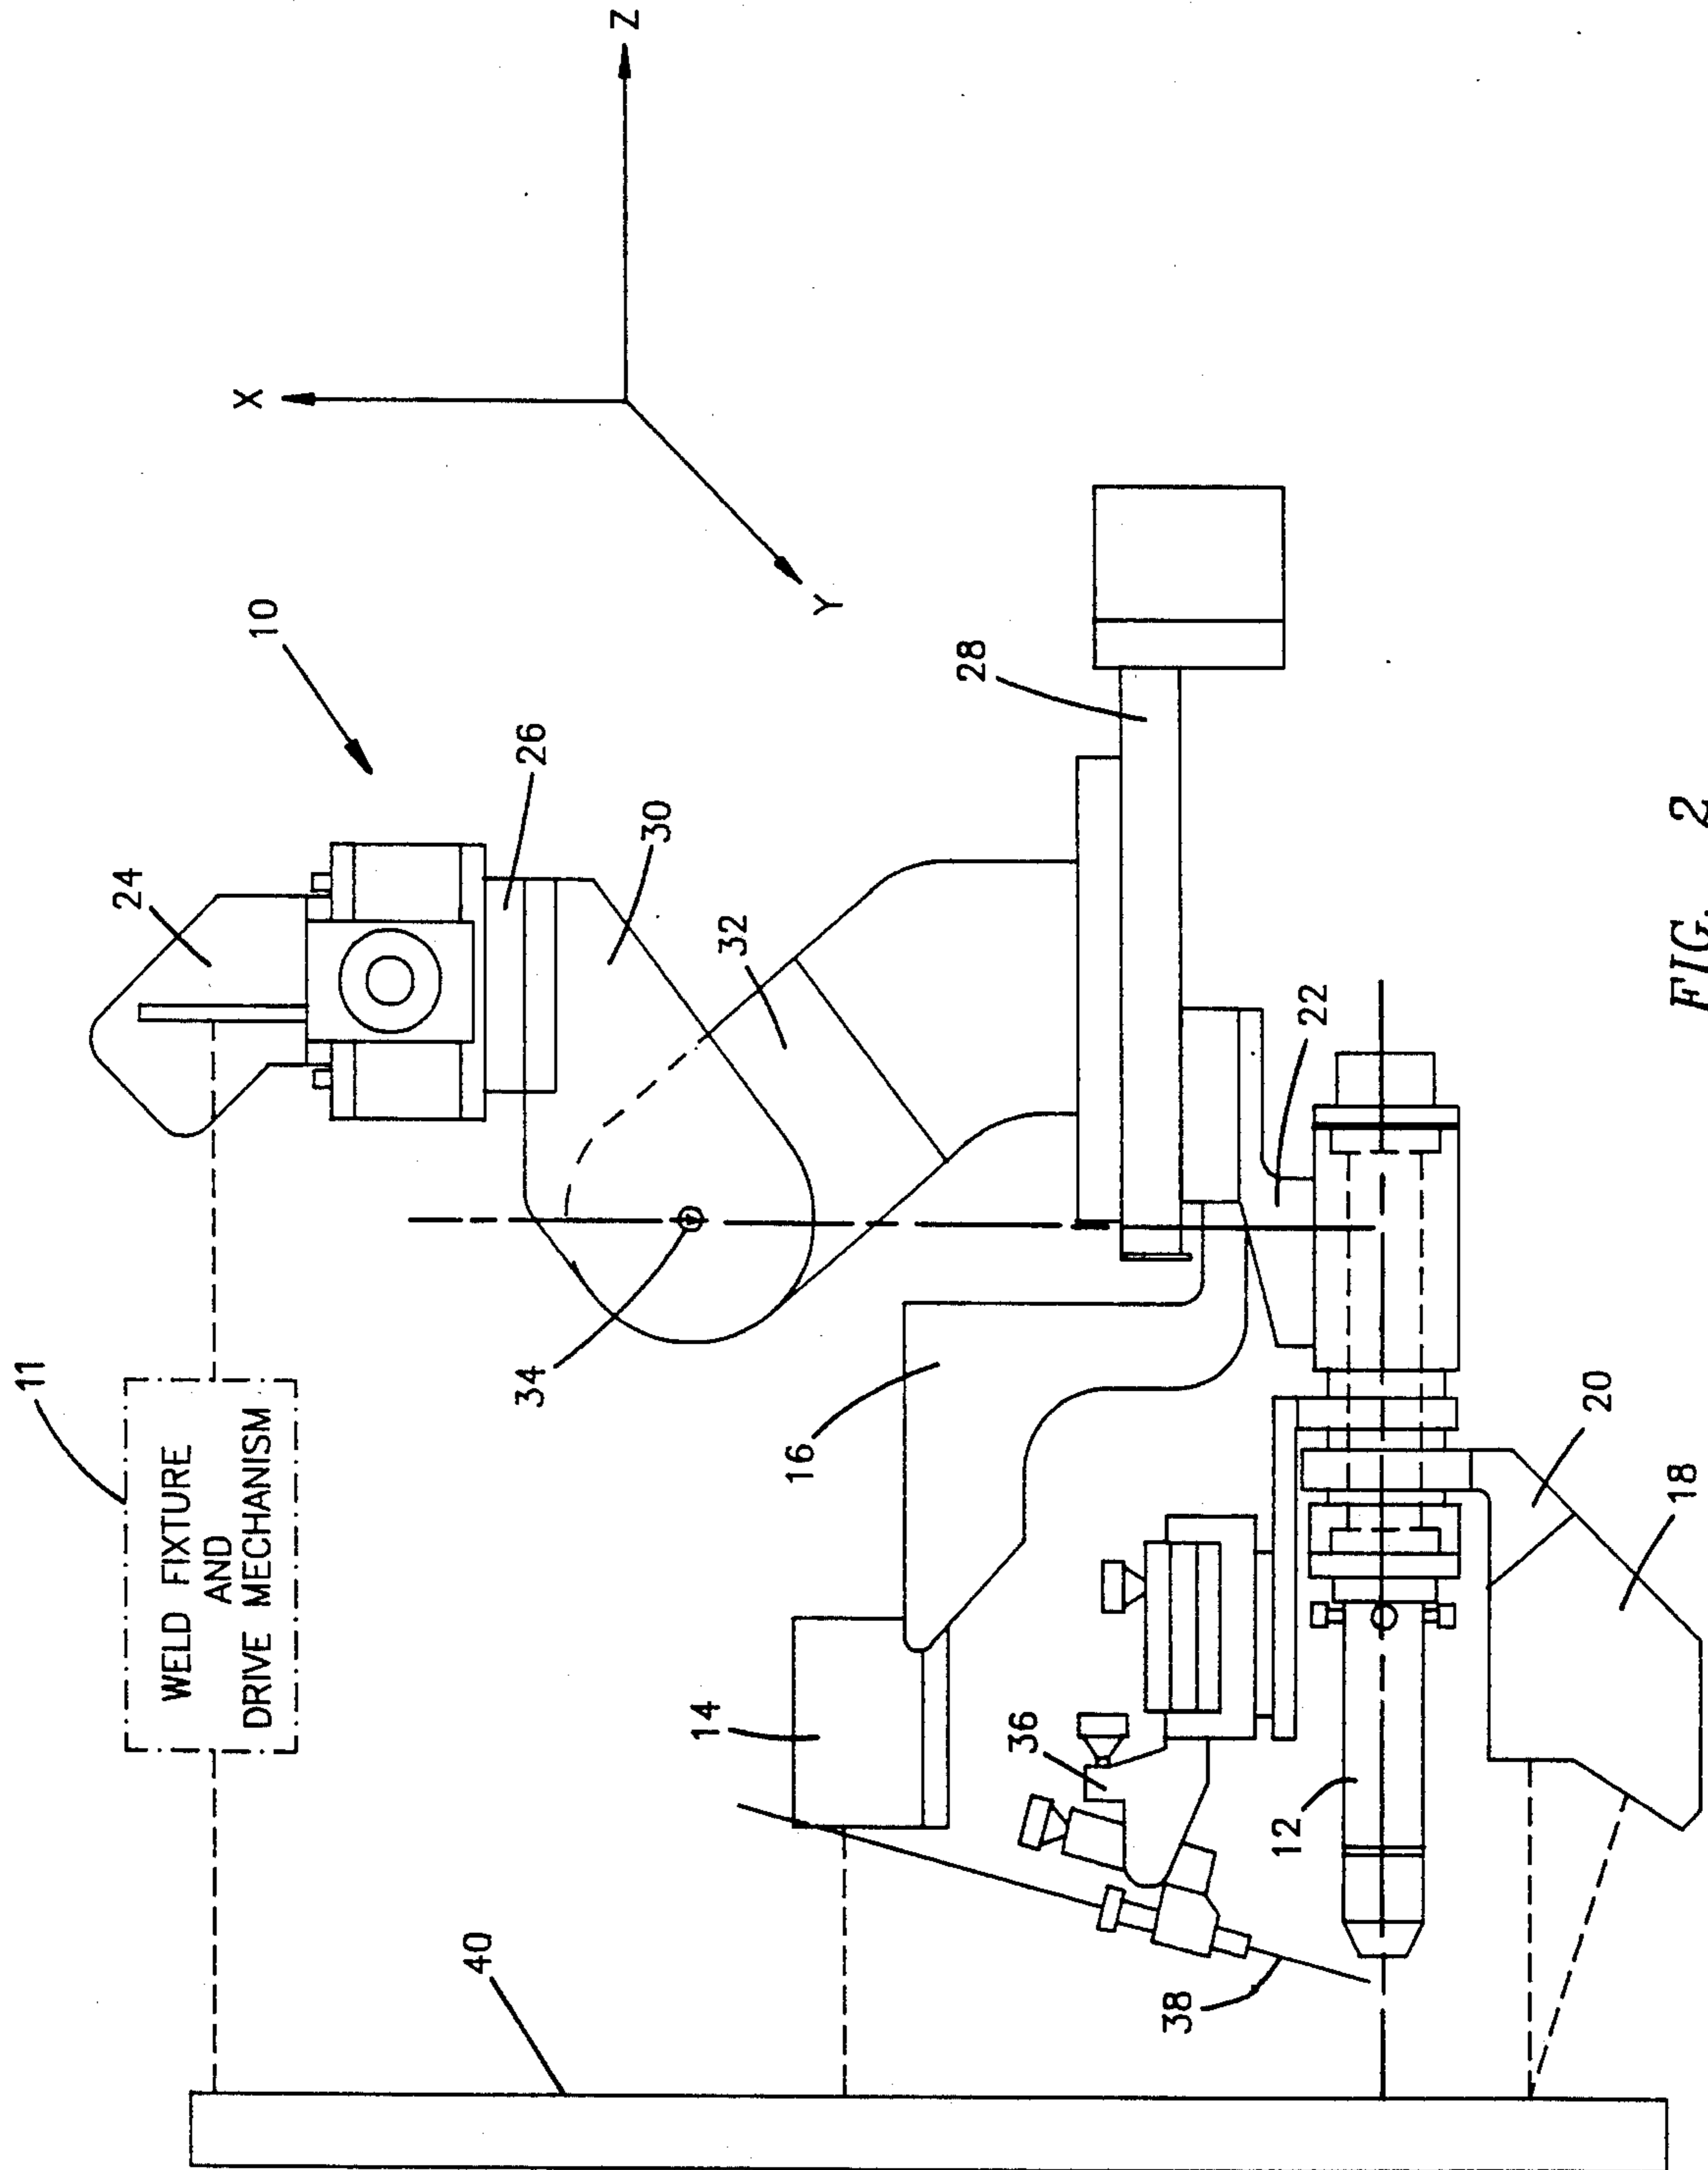 11
WELD FIXTURE
AND
DRIVE MECHANISM
24
10
X
Z
Y
26
30
32
34
28
22
16
14
36
20
18
12
38
40
FIG. 2